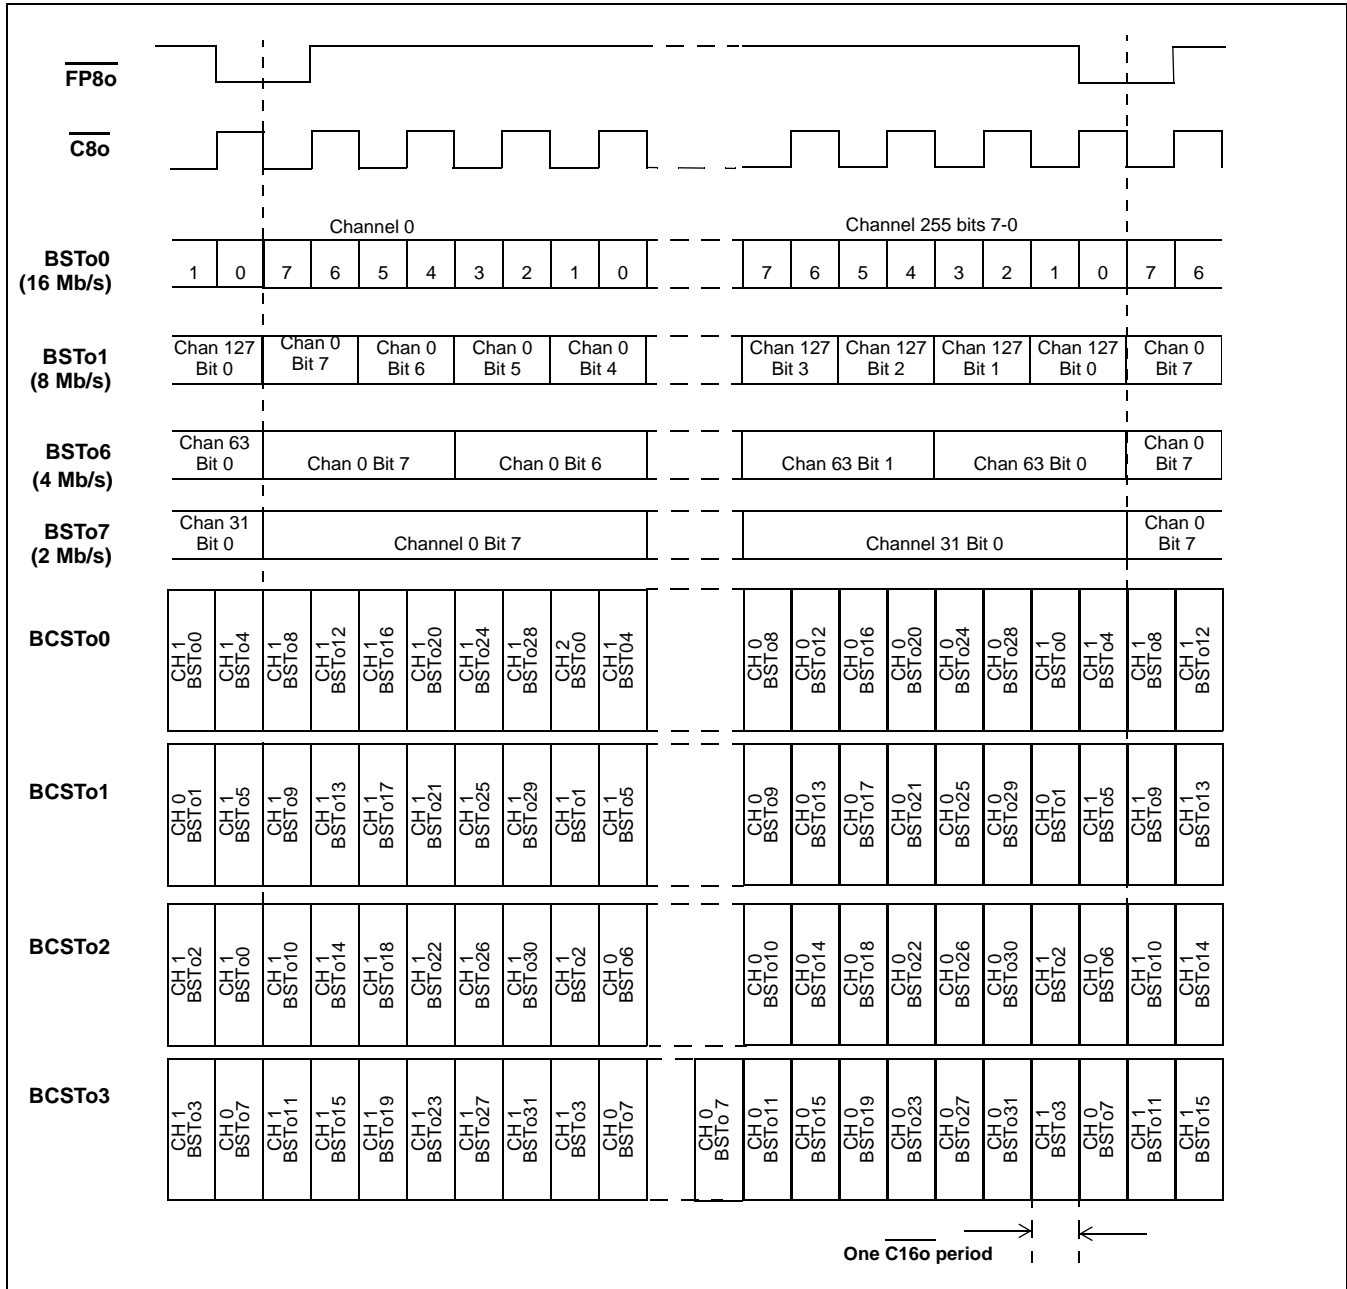 FP8o
C8o
Channel 0
Channel 255 bits 7-0
BSTo0
(16 Mb/s)
1 0 7 6 5 4 3 2 1 0 7 6 5 4 3 2 1 0 7 6
BSTo1
(8 Mb/s)
Chan 127 Bit 0
Chan 0 Bit 7
Chan 0 Bit 6
Chan 0 Bit 5
Chan 0 Bit 4
Chan 127 Bit 3
Chan 127 Bit 2
Chan 127 Bit 1
Chan 127 Bit 0
Chan 0 Bit 7
BSTo6
(4 Mb/s)
Chan 63 Bit 0
Chan 0 Bit 7
Chan 0 Bit 6
Chan 63 Bit 1
Chan 63 Bit 0
Chan 0 Bit 7
BSTo7
(2 Mb/s)
Chan 31 Bit 0
Channel 0 Bit 7
Channel 31 Bit 0
Chan 0 Bit 7
BCSTo0
CH 1 BSTo0
CH 1 BSTo4
CH 1 BSTo8
CH 1 BSTo12
CH 1 BSTo16
CH 1 BSTo20
CH 1 BSTo24
CH 1 BSTo28
CH 2 BSTo0
CH 1 BST04
CH 0 BSTo8
CH 0 BSTo12
CH 0 BSTo16
CH 0 BSTo20
CH 0 BSTo24
CH 0 BSTo28
CH 1 BSTo0
CH 1 BSTo4
CH 1 BSTo8
CH 1 BSTo12
BCSTo1
CH 0 BSTo1
CH 1 BSTo5
CH 1 BSTo9
CH 1 BSTo13
CH 1 BSTo17
CH 1 BSTo21
CH 1 BSTo25
CH 1 BSTo29
CH 2 BSTo1
CH 1 BSTo5
CH 0 BSTo9
CH 0 BSTo13
CH 0 BSTo17
CH 0 BSTo21
CH 0 BSTo25
CH 0 BSTo29
CH 0 BSTo1
CH 1 BSTo5
CH 1 BSTo9
CH 1 BSTo13
BCSTo2
CH 1 BSTo2
CH 1 BSTo0
CH 1 BSTo10
CH 1 BSTo14
CH 1 BSTo18
CH 1 BSTo22
CH 1 BSTo26
CH 1 BSTo30
CH 1 BSTo2
CH 0 BSTo6
CH 0 BSTo10
CH 0 BSTo14
CH 0 BSTo18
CH 0 BSTo22
CH 0 BSTo26
CH 0 BSTo30
CH 1 BSTo2
CH 0 BSTo6
CH 1 BSTo10
CH 1 BSTo14
BCSTo3
CH 1 BSTo3
CH 0 BSTo7
CH 1 BSTo11
CH 1 BSTo15
CH 1 BSTo19
CH 1 BSTo23
CH 1 BSTo27
CH 1 BSTo31
CH 1 BSTo3
CH 0 BSTo7
CH 0 BSTo 7
CH 0 BSTo11
CH 0 BSTo15
CH 0 BSTo19
CH 0 BSTo23
CH 0 BSTo27
CH 0 BSTo31
CH 1 BSTo3
CH 0 BSTo7
CH 1 BSTo11
CH 1 BSTo15
One C16o period